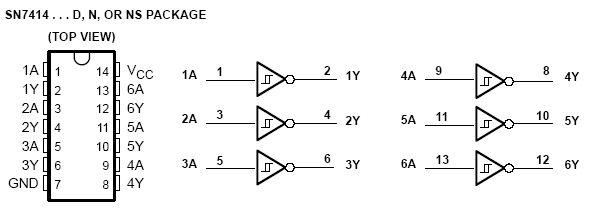 SN7414 . . . D, N, OR NS PACKAGE
(TOP VIEW)
1A 1 14 VCC
1Y 2 13 6A
2A 3 12 6Y
2Y 4 11 5A
3A 5 10 5Y
3Y 6 9 4A
GND 7 8 4Y
1A 1 2 1Y
2A 3 4 2Y
3A 5 6 3Y
4A 9 8 4Y
5A 11 10 5Y
6A 13 12 6Y